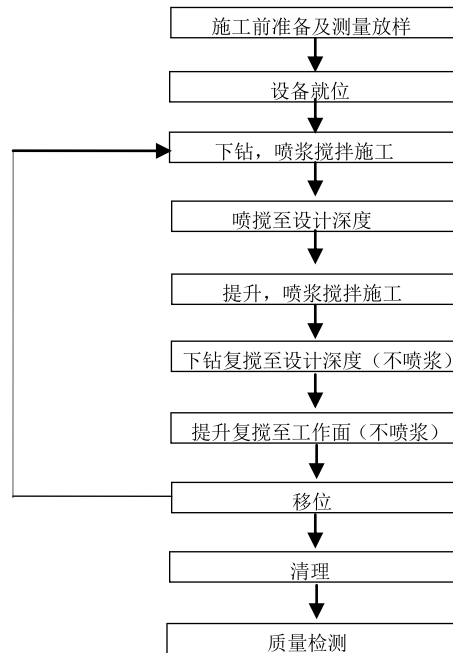 施工前准备及测量放样
设备就位
下钻，喷浆搅拌施工
喷搅至设计深度
提升，喷浆搅拌施工
下钻复搅至设计深度（不喷浆）
提升复搅至工作面（不喷浆）
移位
清理
质量检测